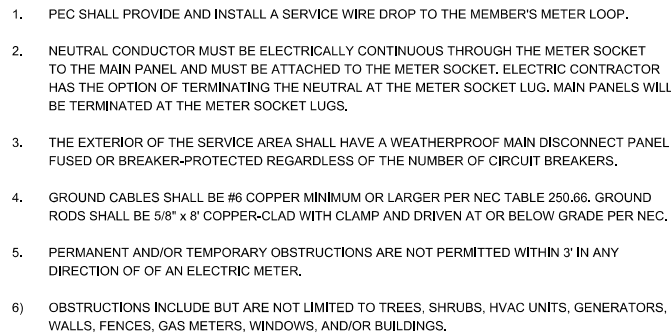 1. PEC SHALL PROVIDE AND INSTALL A SERVICE WIRE DROP TO THE MEMBER'S METER LOOP.
2. NEUTRAL CONDUCTOR MUST BE ELECTRICALLY CONTINUOUS THROUGH THE METER SOCKET
TO THE MAIN PANEL AND MUST BE ATTACHED TO THE METER SOCKET. ELECTRIC CONTRACTOR
HAS THE OPTION OF TERMINATING THE NEUTRAL AT THE METER SOCKET LUG. MAIN PANELS WILL
BE TERMINATED AT THE METER SOCKET LUGS.
3. THE EXTERIOR OF THE SERVICE AREA SHALL HAVE A WEATHERPROOF MAIN DISCONNECT PANEL
FUSED OR BREAKER-PROTECTED REGARDLESS OF THE NUMBER OF CIRCUIT BREAKERS.
4. GROUND CABLES SHALL BE #6 COPPER MINIMUM OR LARGER PER NEC TABLE 250.66. GROUND
RODS SHALL BE 5/8" x 8' COPPER-CLAD WITH CLAMP AND DRIVEN AT OR BELOW GRADE PER NEC.
5. PERMANENT AND/OR TEMPORARY OBSTRUCTIONS ARE NOT PERMITTED WITHIN 3' IN ANY
DIRECTION OF OF AN ELECTRIC METER.
6) OBSTRUCTIONS INCLUDE BUT ARE NOT LIMITED TO TREES, SHRUBS, HVAC UNITS, GENERATORS,
WALLS, FENCES, GAS METERS, WINDOWS, AND/OR BUILDINGS.